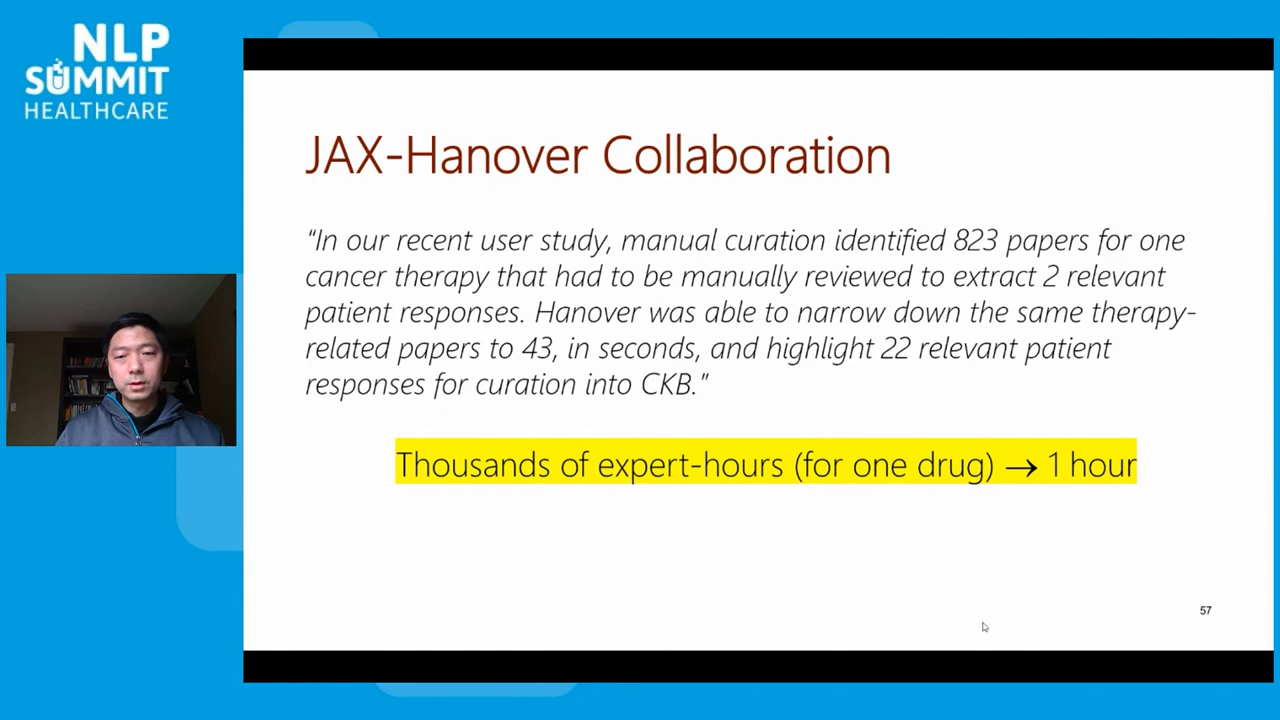 NLP
SUMMIT
HEALTHCARE
JAX-Hanover Collaboration
“In our recent user study, manual curation identified 823 papers for one
cancer therapy that had to be manually reviewed to extract 2 relevant
patient responses. Hanover was able to narrow down the same therapy-
related papers to 43, in seconds, and highlight 22 relevant patient
responses for curation into CKB.”
Thousands of expert-hours (for one drug) → 1 hour
57